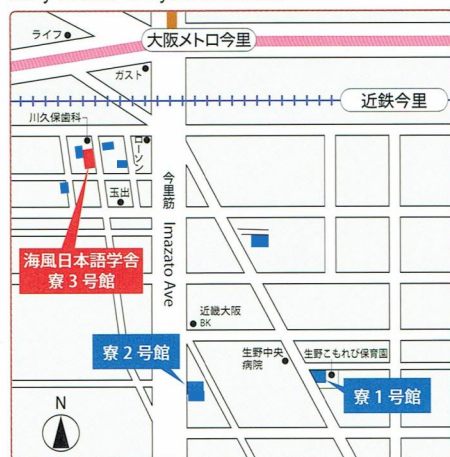 ライフ
大阪メトロ今里
ガスト
近鉄今里
川久保歯科
ローソン
玉出
今里筋 Imazato Ave
海風日本語学舎
寮3号館
近畿大阪
BK
寮2号館
生野中央
病院
生野こもれび保育園
寮1号館
N